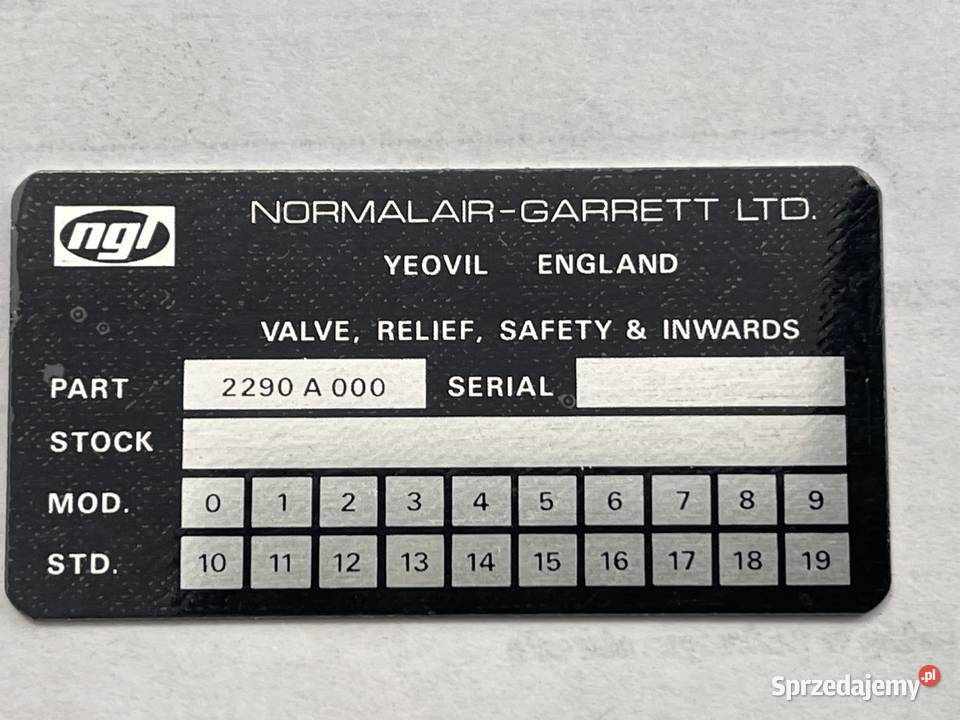 ngl
NORMALAIR-GARRETT LTD.
YEOVIL ENGLAND
VALVE, RELIEF, SAFETY & INWARDS
PART 2290 A 000 SERIAL
STOCK
MOD. 0 1 2 3 4 5 6 7 8 9
STD. 10 11 12 13 14 15 16 17 18 19
Sprzedajemy.pl